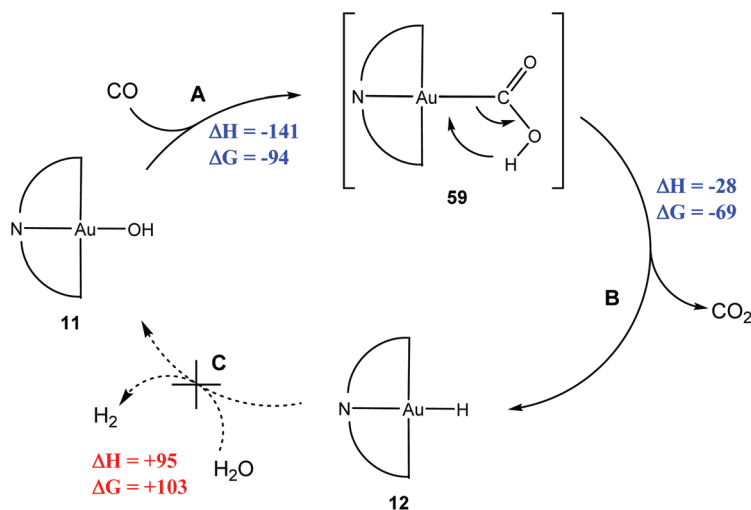 CO
A
ΔH = -141
ΔG = -94
N
Au
C
O
O
H
59
ΔH = -28
ΔG = -69
N
Au
OH
11
B
CO2
C
H2
H2O
ΔH = +95
ΔG = +103
N
Au
H
12